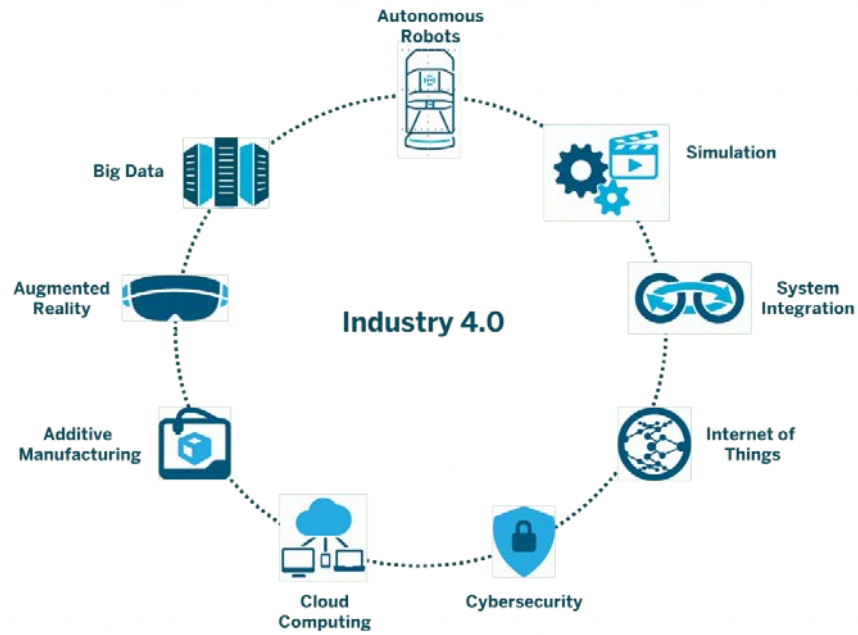 Autonomous
Robots
Simulation
Big Data
System
Integration
Augmented
Reality
Industry 4.0
Internet of
Things
Additive
Manufacturing
Cloud
Computing
Cybersecurity